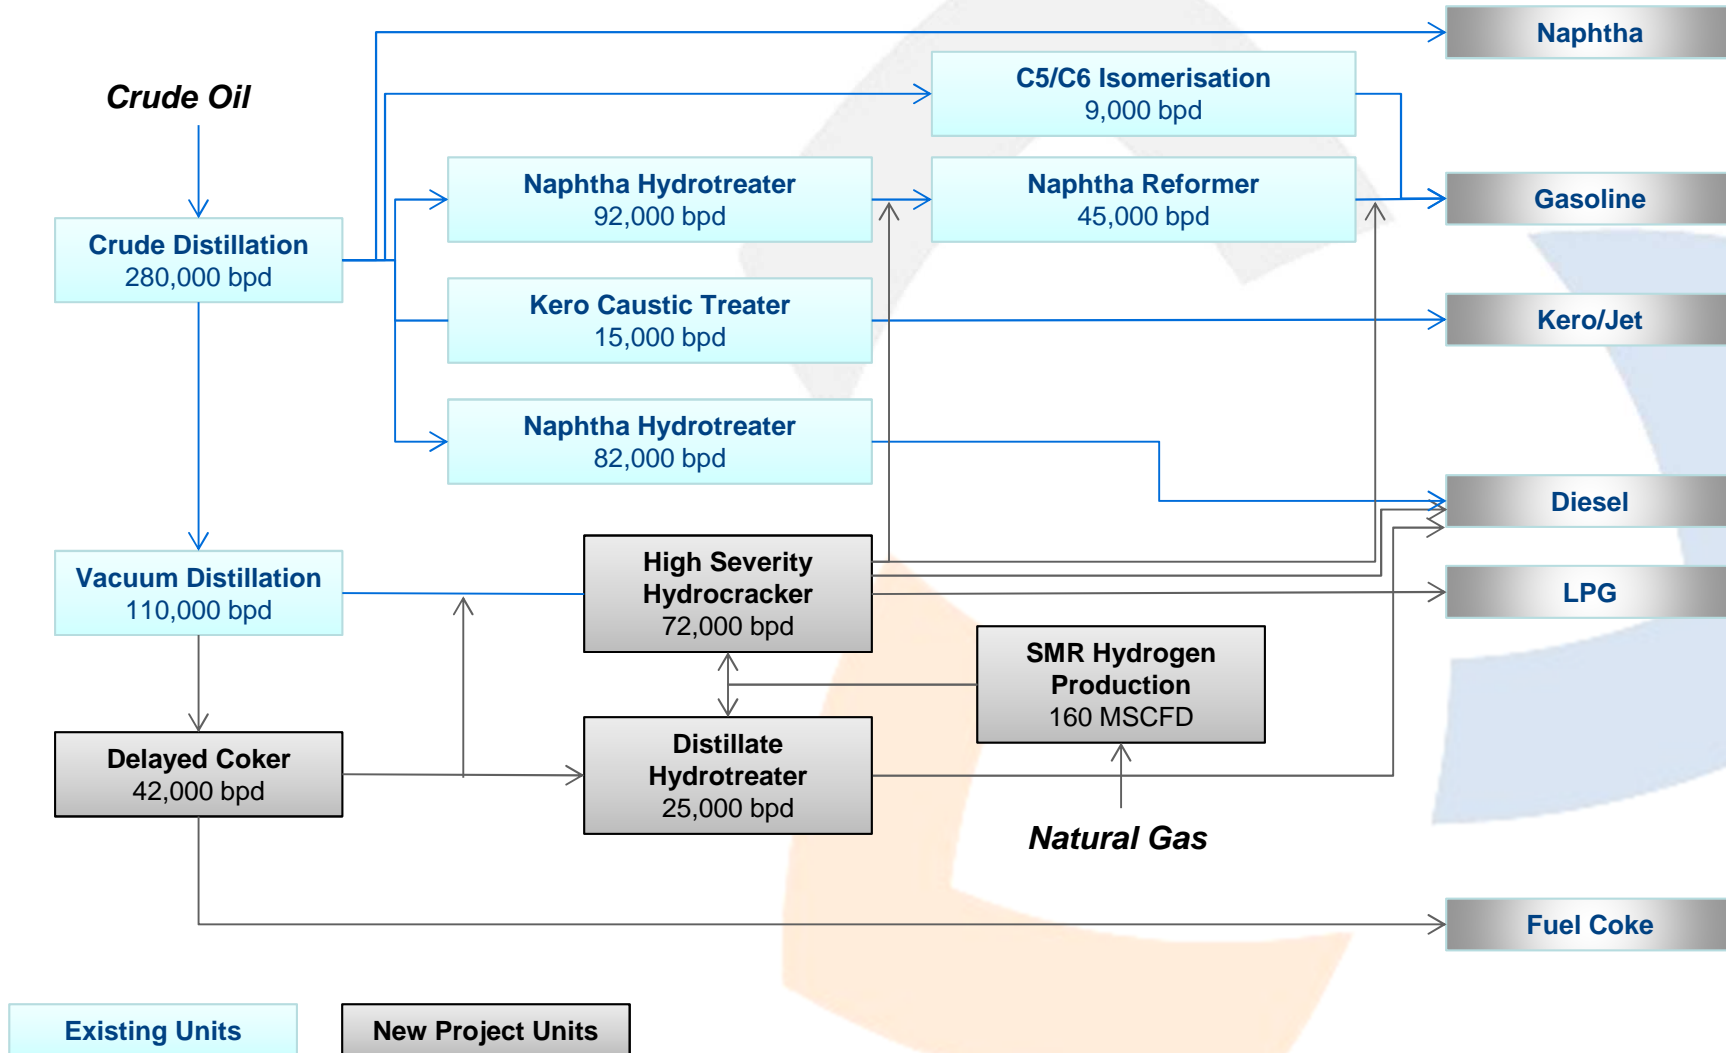 Naphtha
C5/C6 Isomerisation
9,000 bpd
Crude Oil
Naphtha Hydrotreater
92,000 bpd
Naphtha Reformer
45,000 bpd
Gasoline
Crude Distillation
280,000 bpd
Kero Caustic Treater
15,000 bpd
Kero/Jet
Naphtha Hydrotreater
82,000 bpd
Diesel
Vacuum Distillation
110,000 bpd
High Severity
Hydrocracker
72,000 bpd
LPG
SMR Hydrogen
Production
160 MSCFD
Delayed Coker
42,000 bpd
Distillate
Hydrotreater
25,000 bpd
Natural Gas
Fuel Coke
Existing Units
New Project Units